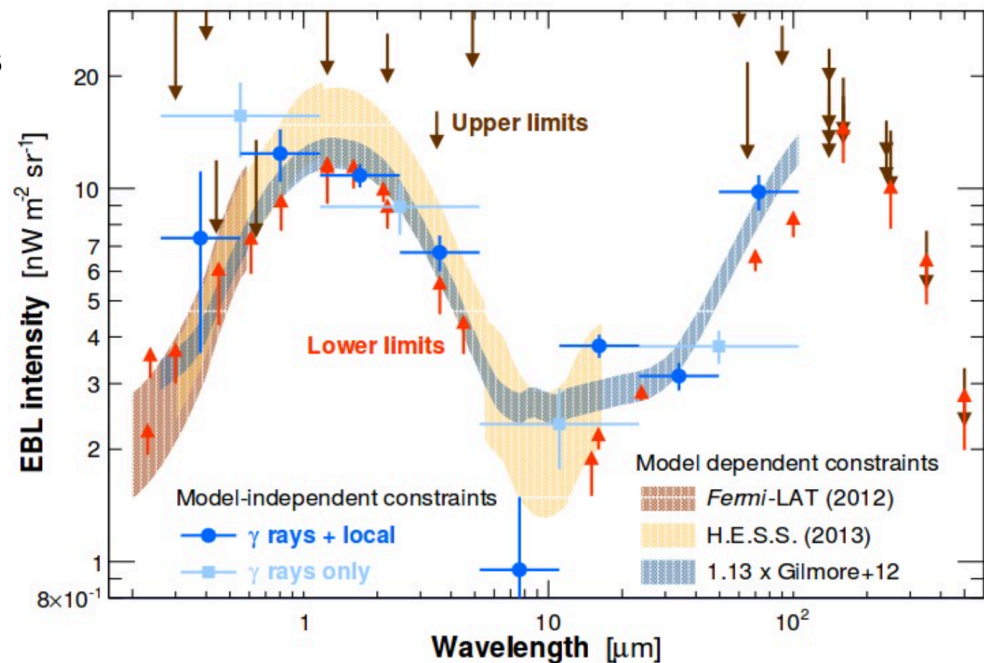 s
EBL intensity [nW m⁻² sr⁻¹]
20
10
7
6
5
4
3
2
1
8×10⁻¹
Upper limits
Lower limits
Model-independent constraints
γ rays + local
γ rays only
Model dependent constraints
Fermi-LAT (2012)
H.E.S.S. (2013)
1.13 x Gilmore+12
1
10
10²
Wavelength [μm]